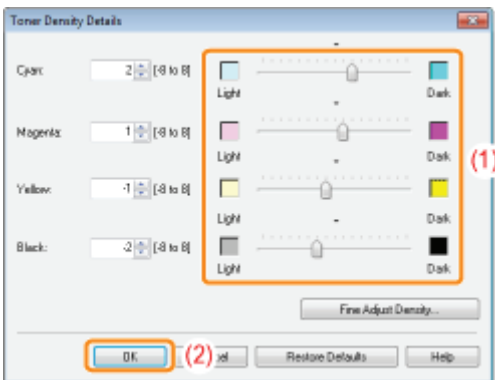 Toner Density Details
Cyan: 2 [-8 to 8] Light Dark
Magenta: 1 [-8 to 8] Light Dark
Yellow: -1 [-8 to 8] Light Dark
Black: -2 [-8 to 8] Light Dark
(1)
Fine Adjust Density...
OK (2) Restore Defaults Help